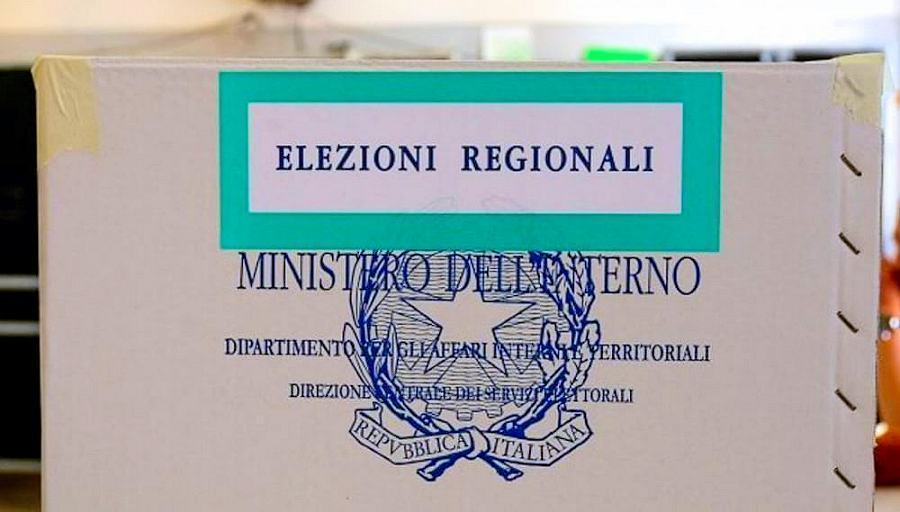 ELEZIONI REGIONALI
MINISTERO DELL'INTERNO
DIPARTIMENTO PER GLI AFFARI INTERNI E TERRITORIALI
DIREZIONE CENTRALE DEI SERVIZI ELETTORALI
REPVBBLICA ITALIANA